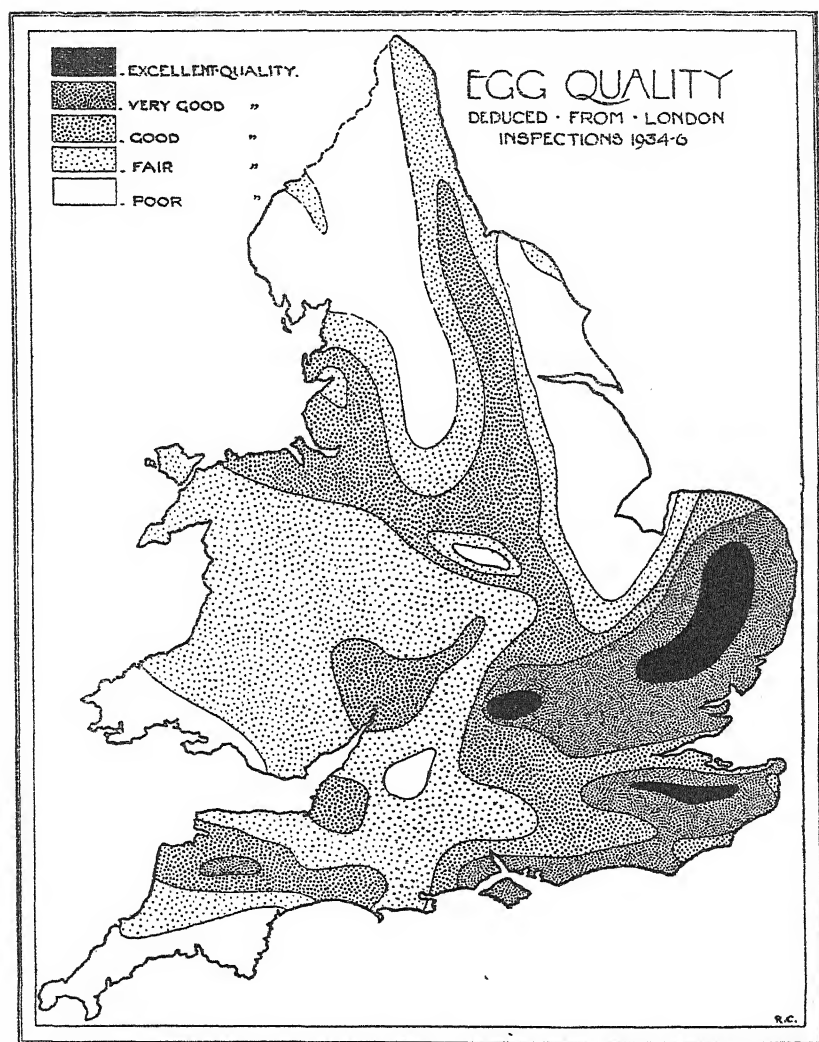 EGG QUALITY
DEDUCED · FROM · LONDON
INSPECTIONS 1934-6
. EXCELLENT-QUALITY.
. VERY GOOD "
. GOOD "
. FAIR "
. POOR "
R.C.